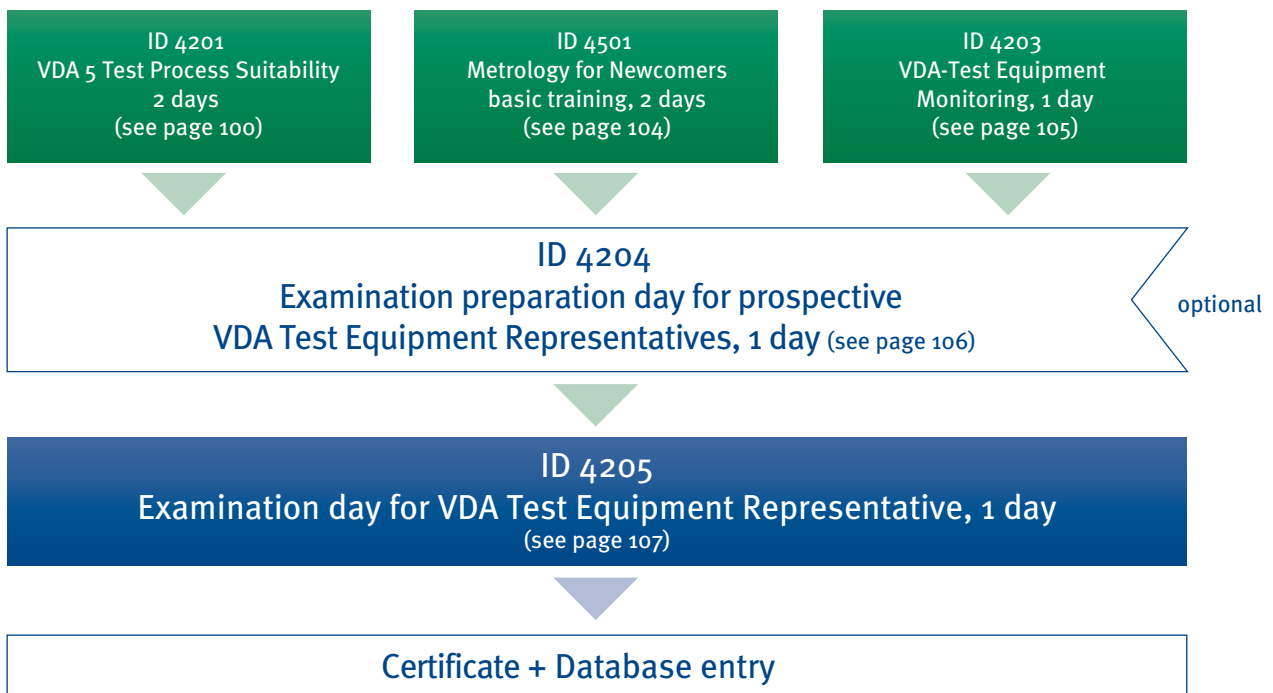 ID 4201
VDA 5 Test Process Suitability
2 days
(see page 100)
ID 4501
Metrology for Newcomers
basic training, 2 days
(see page 104)
ID 4203
VDA-Test Equipment
Monitoring, 1 day
(see page 105)
ID 4204
Examination preparation day for prospective
VDA Test Equipment Representatives, 1 day (see page 106)
optional
ID 4205
Examination day for VDA Test Equipment Representative, 1 day
(see page 107)
Certificate + Database entry